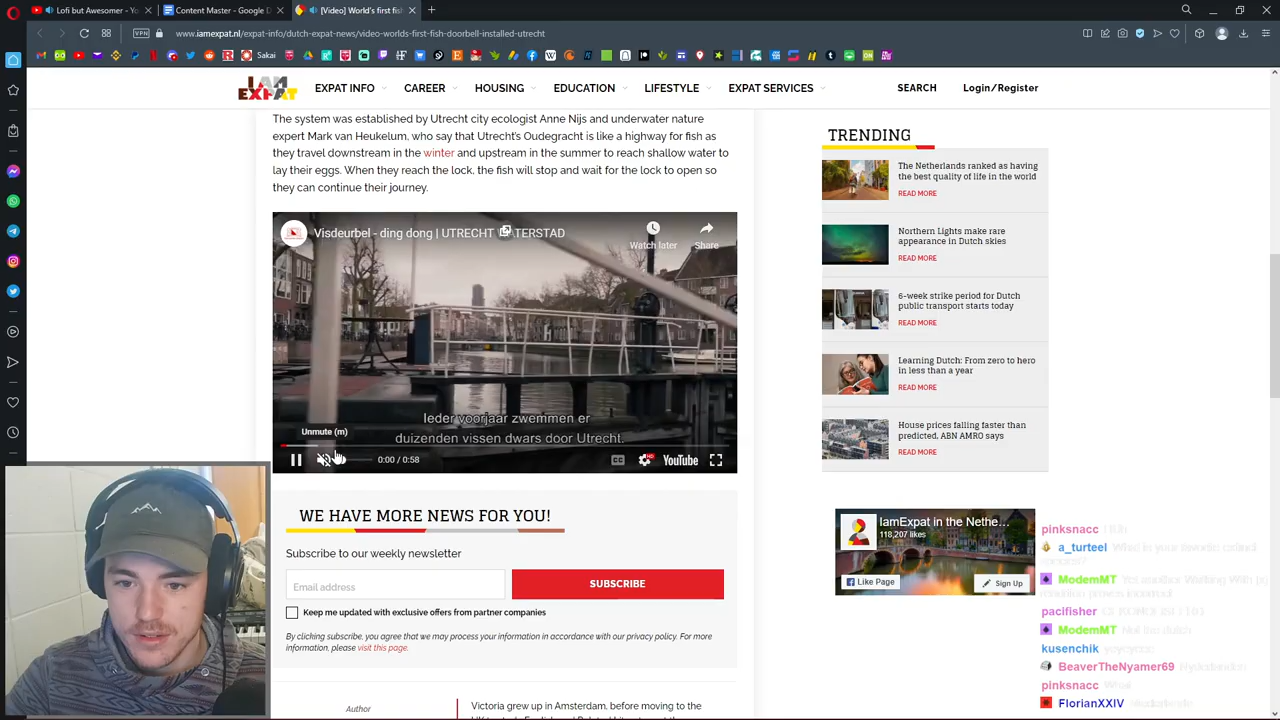 Lofi but Awesome - Yo
Content Master - Google D
[Video] World's first fish
VPN
www.iamexpat.nl/expat-info/dutch-expat-news/video-worlds-first-fish-doorbell-installed-utrecht
Sakai
I AM
EXPAT
EXPAT INFO
CAREER
HOUSING
EDUCATION
LIFESTYLE
EXPAT SERVICES
SEARCH
Login/Register
The system was established by Utrecht city ecologist Anne Nijs and underwater nature
expert Mark van Heukelum, who say that Utrecht's Oudegracht is like a highway for fish as
they travel downstream in the winter and upstream in the summer to reach shallow water to
lay their eggs. When they reach the lock, the fish will stop and wait for the lock to open so
they can continue their journey.
Visdeurbel - ding dong | UTRECHT
Watch later
Share
Ieder voorjaar zwemmen er
duizenden vissen dwars door Utrecht.
Unmute (m)
0:00 / 0:58
HD
YouTube
WE HAVE MORE NEWS FOR YOU!
Subscribe to our weekly newsletter
Email address
SUBSCRIBE
Keep me updated with exclusive offers from partner companies
By clicking subscribe, you agree that we may process your information in accordance with our privacy policy. For more
information, please visit this page.
Author
Victoria grew up in Amsterdam, before moving to the
TRENDING
The Netherlands ranked as having
the best quality of life in the world
READ MORE
Northern Lights make rare
appearance in Dutch skies
READ MORE
6-week strike period for Dutch
public transport starts today
READ MORE
Learning Dutch: From zero to hero
in less than a year
READ MORE
House prices falling faster than
predicted, ABN AMRO says
READ MORE
IamExpat in the Nethe...
118,207 likes
Like Page
Sign Up
pinksnacc
a_turteel
ModemMT
pacifisher
ModemMT
kusenchik
BeaverTheNyamer69
pinksnacc
FlorianXXIV